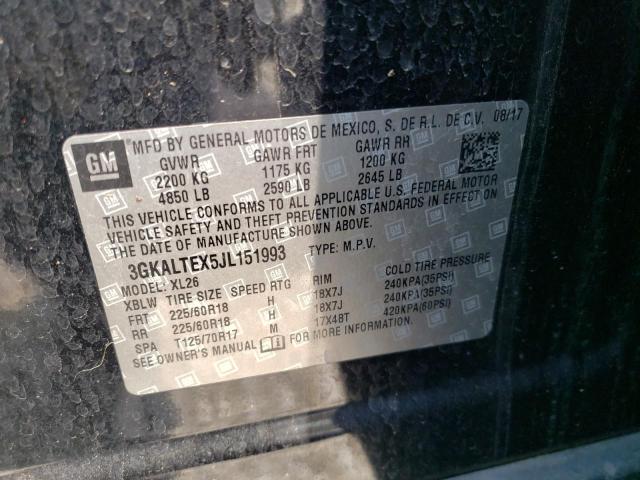 MFD BY GENERAL MOTORS DE MEXICO, S. DE R.L. DE C.V. 08/17
GM
GVWR GAWR FRT GAWR RR
2200 KG 1175 KG 1200 KG
4850 LB 2590 LB 2645 LB
THIS VEHICLE CONFORMS TO ALL APPLICABLE U.S. FEDERAL MOTOR
VEHICLE SAFETY AND THEFT PREVENTION STANDARDS IN EFFECT ON
THE DATE OF MANUFACTURE SHOWN ABOVE.
3GKALTEX5JL151993 TYPE: M.P.V.
MODEL: XL26
XBLW TIRE SIZE SPEED RTG RIM COLD TIRE PRESSURE
FRT 225/60R18 H 18X7J 240KPA(35PSI)
RR 225/60R18 H 18X7J 240KPA(35PSI)
SPA T125/70R17 M 17X4BT 420KPA(60PSI)
SEE OWNER'S MANUAL FOR MORE INFORMATION